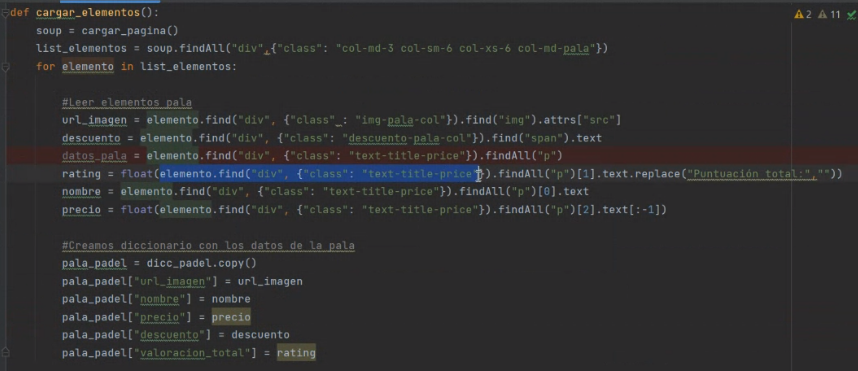 def cargar_elementos():
2 11
soup = cargar_pagina()
list_elementos = soup.findAll("div",{"class": "col-md-3 col-sm-6 col-xs-6 col-md-pala"})
for elemento in list_elementos:
#Leer elementos pala
url_imagen = elemento.find("div", {"class" : "img-pala-col"}).find("img").attrs["src"]
descuento = elemento.find("div", {"class": "descuento-pala-col"}).find("span").text
datos_pala = elemento.find("div", {"class": "text-title-price"}).findAll("p")
rating = float(elemento.find("div", {"class": "text-title-price"}).findAll("p")[1].text.replace("Puntuación total:",""))
nombre = elemento.find("div", {"class": "text-title-price"}).findAll("p")[0].text
precio = float(elemento.find("div", {"class": "text-title-price"}).findAll("p")[2].text[:-1])
#Creamos diccionario con los datos de la pala
pala_padel = dicc_padel.copy()
pala_padel["url_imagen"] = url_imagen
pala_padel["nombre"] = nombre
pala_padel["precio"] = precio
pala_padel["descuento"] = descuento
pala_padel["valoracion_total"] = rating